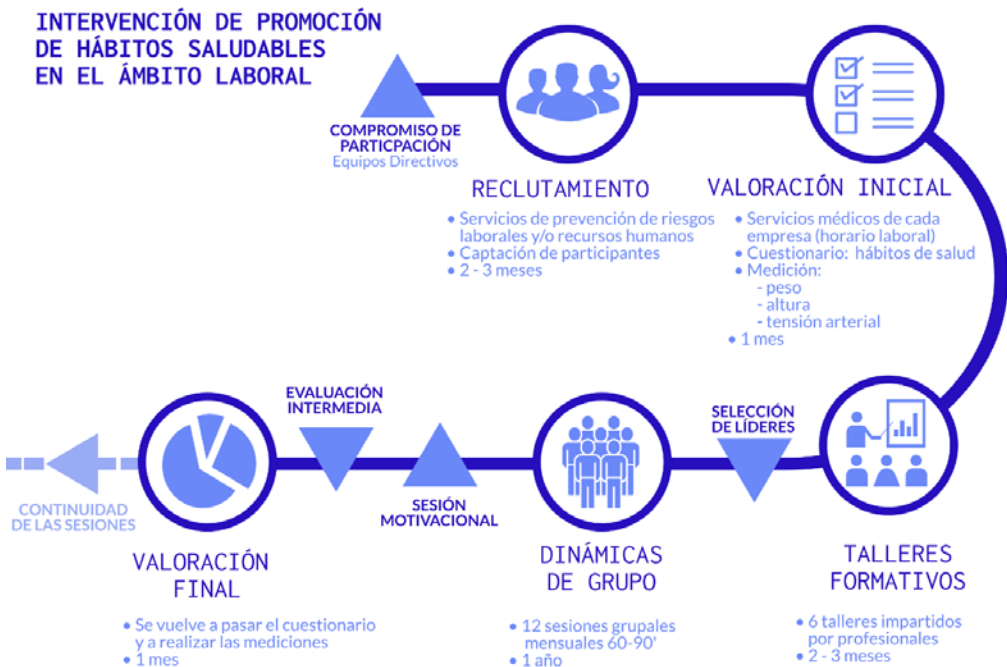 INTERVENCIÓN DE PROMOCIÓN
DE HÁBITOS SALUDABLES
EN EL ÁMBITO LABORAL
COMPROMISO DE
PARTICPACIÓN
Equipos Directivos
RECLUTAMIENTO
• Servicios de prevención de riesgos
laborales y/o recursos humanos
• Captación de participantes
• 2 - 3 meses
VALORACIÓN INICIAL
• Servicios médicos de cada
empresa (horario laboral)
• Cuestionario: hábitos de salud
• Medición:
- peso
- altura
- tensión arterial
• 1 mes
TALLERES
FORMATIVOS
• 6 talleres impartidos
por profesionales
• 2 - 3 meses
SELECCIÓN
DE LÍDERES
DINÁMICAS
DE GRUPO
• 12 sesiones grupales
mensuales 60-90'
• 1 año
SESIÓN
MOTIVACIONAL
EVALUACIÓN
INTERMEDIA
VALORACIÓN
FINAL
• Se vuelve a pasar el cuestionario
y a realizar las mediciones
• 1 mes
CONTINUIDAD
DE LAS SESIONES